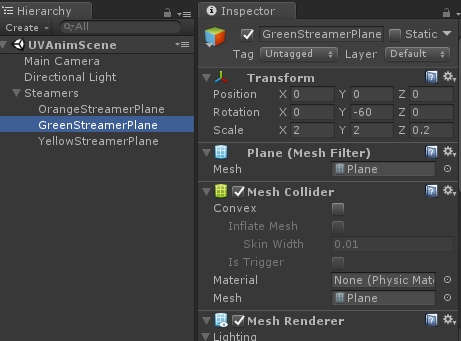 Hierarchy
Create
All
UVAnimScene
Main Camera
Directional Light
Steamers
OrangeStreamerPlane
GreenStreamerPlane
YellowStreamerPlane
Inspector
GreenStreamerPlane Static
Tag Untagged Layer Default
Transform
Position X 0 Y 0 Z 0
Rotation X 0 Y -60 Z 0
Scale X 2 Y 2 Z 0.2
Plane (Mesh Filter)
Mesh Plane
Mesh Collider
Convex
Inflate Mesh
Skin Width 0.01
Is Trigger
Material None (Physic Mate
Mesh Plane
Mesh Renderer
Lighting